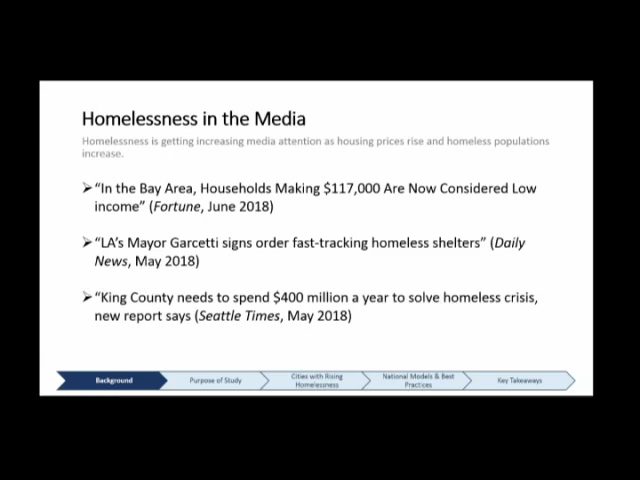 Homelessness in the Media
Homelessness is getting increasing media attention as housing prices rise and homeless populations
increase.
➢"In the Bay Area, Households Making $117,000 Are Now Considered Low
income" (Fortune, June 2018)
➢"LA's Mayor Garcetti signs order fast-tracking homeless shelters" (Daily
News, May 2018)
➢"King County needs to spend $400 million a year to solve homeless crisis,
new report says (Seattle Times, May 2018)
Background
Purpose of Study
Cities with Rising
Homelessness
National Models & Best
Practices
Key Takeaways